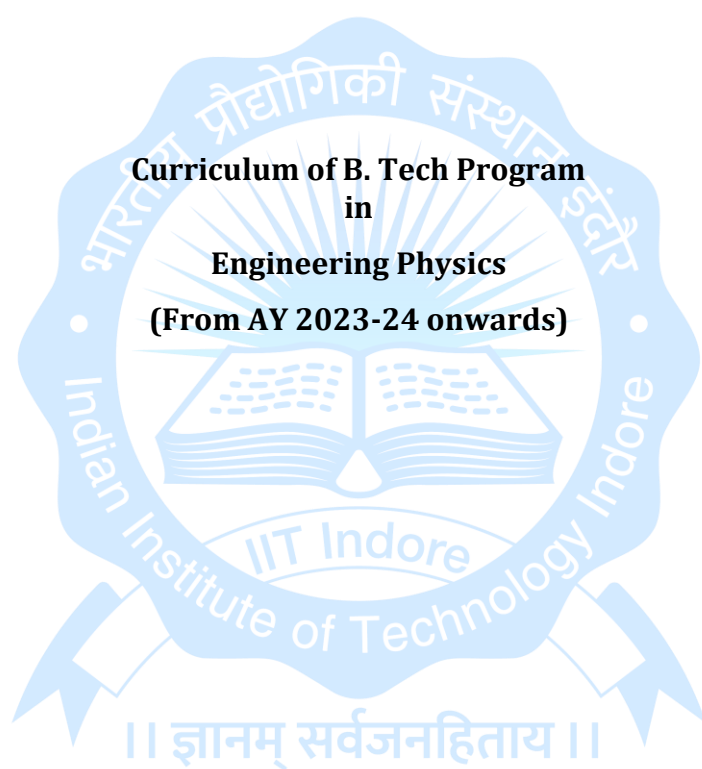 भारतीय प्रौद्योगिकी संस्थान इंदौर
Curriculum of B. Tech Program
in
Engineering Physics
(From AY 2023-24 onwards)
IIT Indore
Indian Institute of Technology Indore
।। ज्ञानम् सर्वजनहिताय ।।